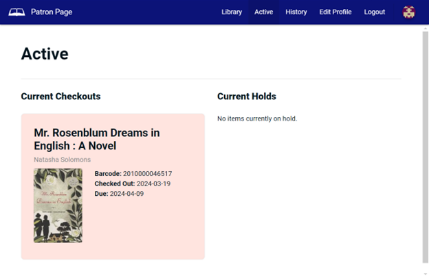 Patron Page
Library
Active
History
Edit Profile
Logout
Active
Current Checkouts
Mr. Rosenblum Dreams in
English : A Novel
Natasha Solomons
Barcode: 2010000046517
Checked Out: 2024-03-19
Due: 2024-04-09
Current Holds
No items currently on hold.